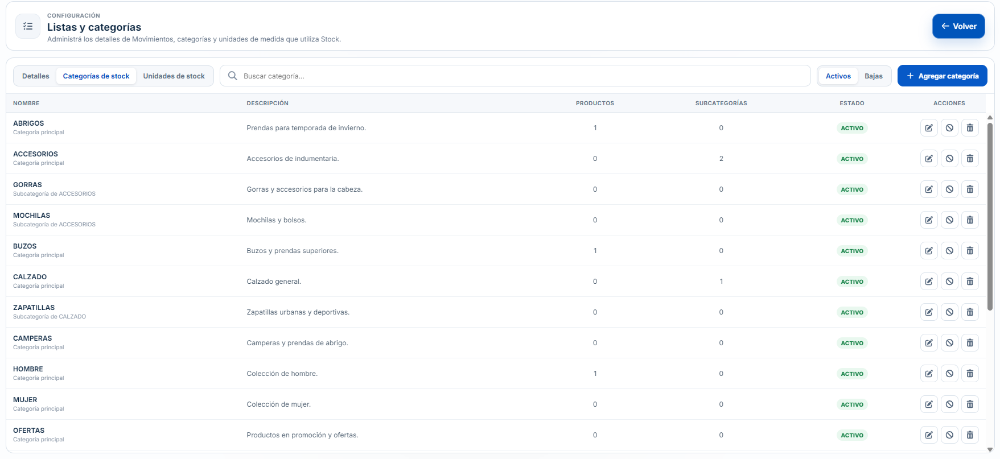 CONFIGURACIÓN
Listas y categorías
Administrá los detalles de Movimientos, categorías y unidades de medida que utiliza Stock.
Volver
Detalles Categorías de stock Unidades de stock Buscar categoría... Activos Bajas Agregar categoría
NOMBRE DESCRIPCIÓN PRODUCTOS SUBCATEGORÍAS ESTADO ACCIONES
ABRIGOS
Categoría principal
Prendas para temporada de invierno. 1 0 ACTIVO
ACCESORIOS
Categoría principal
Accesorios de indumentaria. 0 2 ACTIVO
GORRAS
Subcategoría de ACCESORIOS
Gorras y accesorios para la cabeza. 0 0 ACTIVO
MOCHILAS
Subcategoría de ACCESORIOS
Mochilas y bolsos. 0 0 ACTIVO
BUZOS
Categoría principal
Buzos y prendas superiores. 1 0 ACTIVO
CALZADO
Categoría principal
Calzado general. 0 1 ACTIVO
ZAPATILLAS
Subcategoría de CALZADO
Zapatillas urbanas y deportivas. 0 0 ACTIVO
CAMPERAS
Categoría principal
Camperas y prendas de abrigo. 0 0 ACTIVO
HOMBRE
Categoría principal
Colección de hombre. 1 0 ACTIVO
MUJER
Categoría principal
Colección de mujer. 0 0 ACTIVO
OFERTAS
Categoría principal
Productos en promoción y ofertas. 0 0 ACTIVO